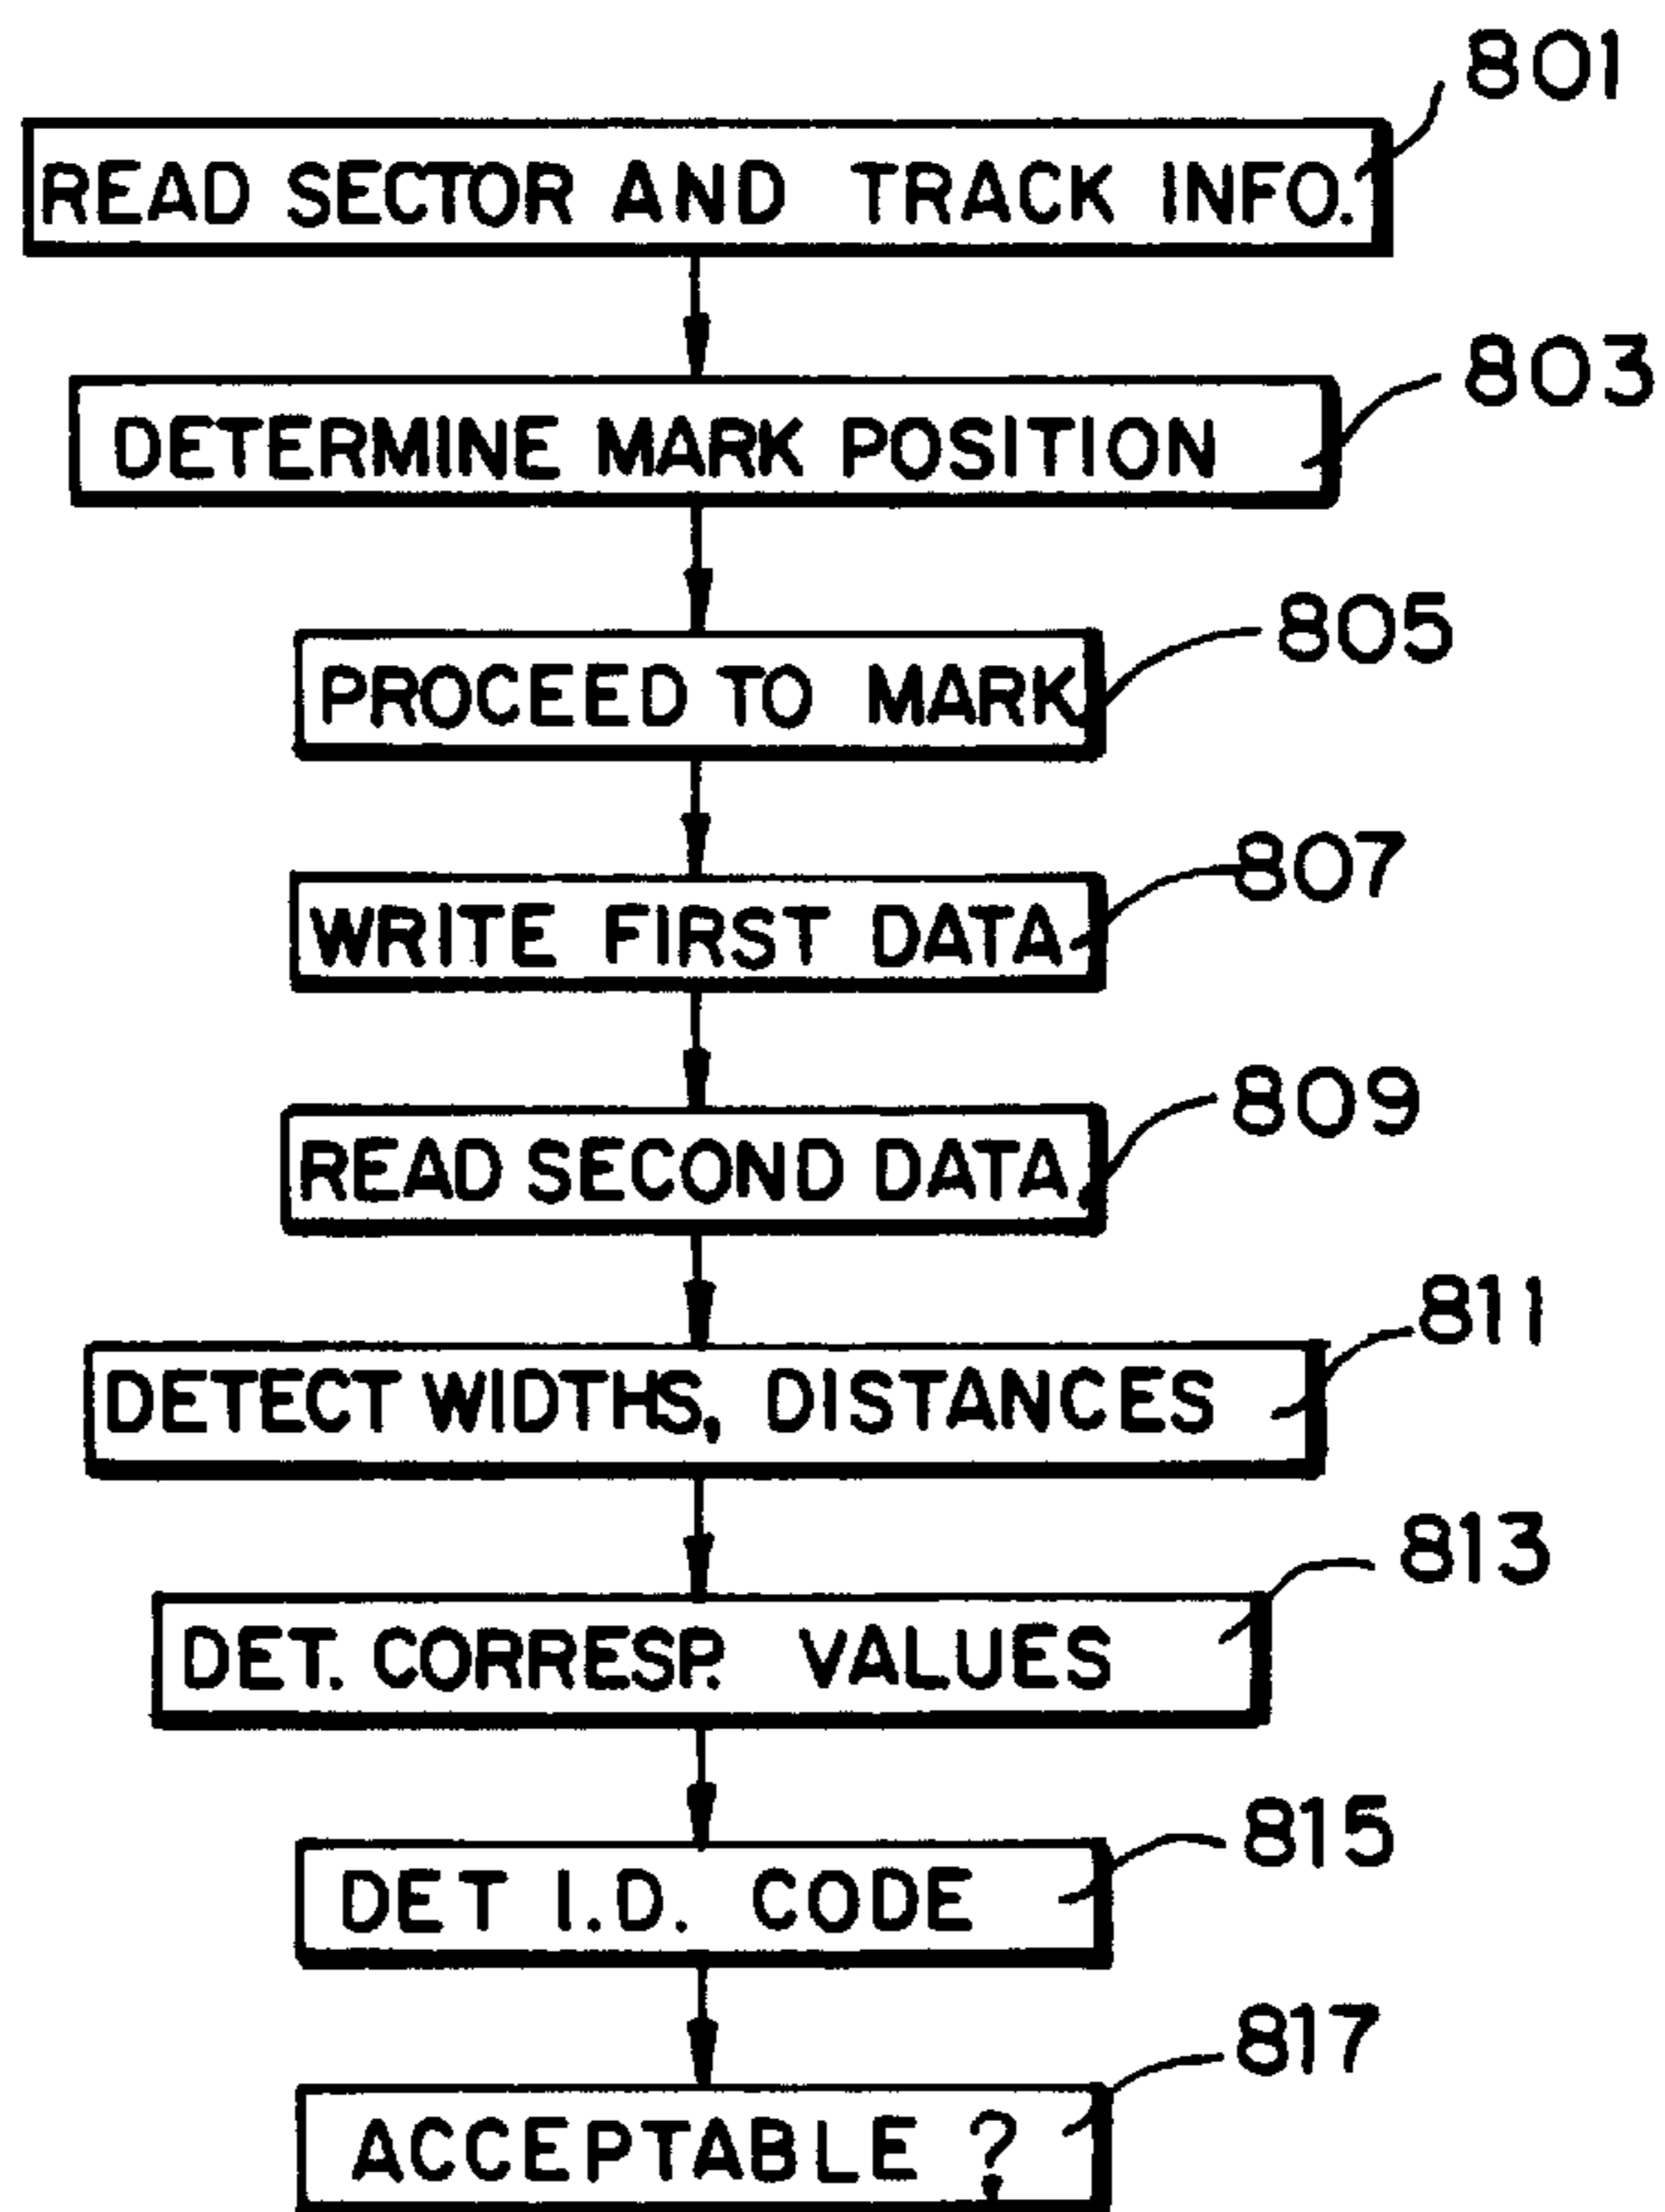 801
READ SECTOR AND TRACK INFO.
803
DETERMINE MARK POSITION
805
PROCEED TO MARK
807
WRITE FIRST DATA
809
READ SECOND DATA
811
DETECT WIDTHS, DISTANCES
813
DET. CORRESP. VALUES
815
DET I.D. CODE
817
ACCEPTABLE ?